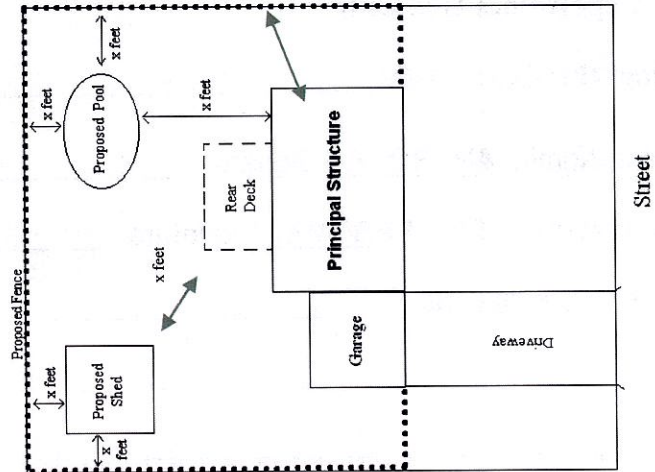 Proposed Fence
x feet
x feet
Proposed Pool
x feet
x feet
Rear
Deck
x feet
Proposed
Shed
x
feet
Principal Structure
Garage
Driveway
Street